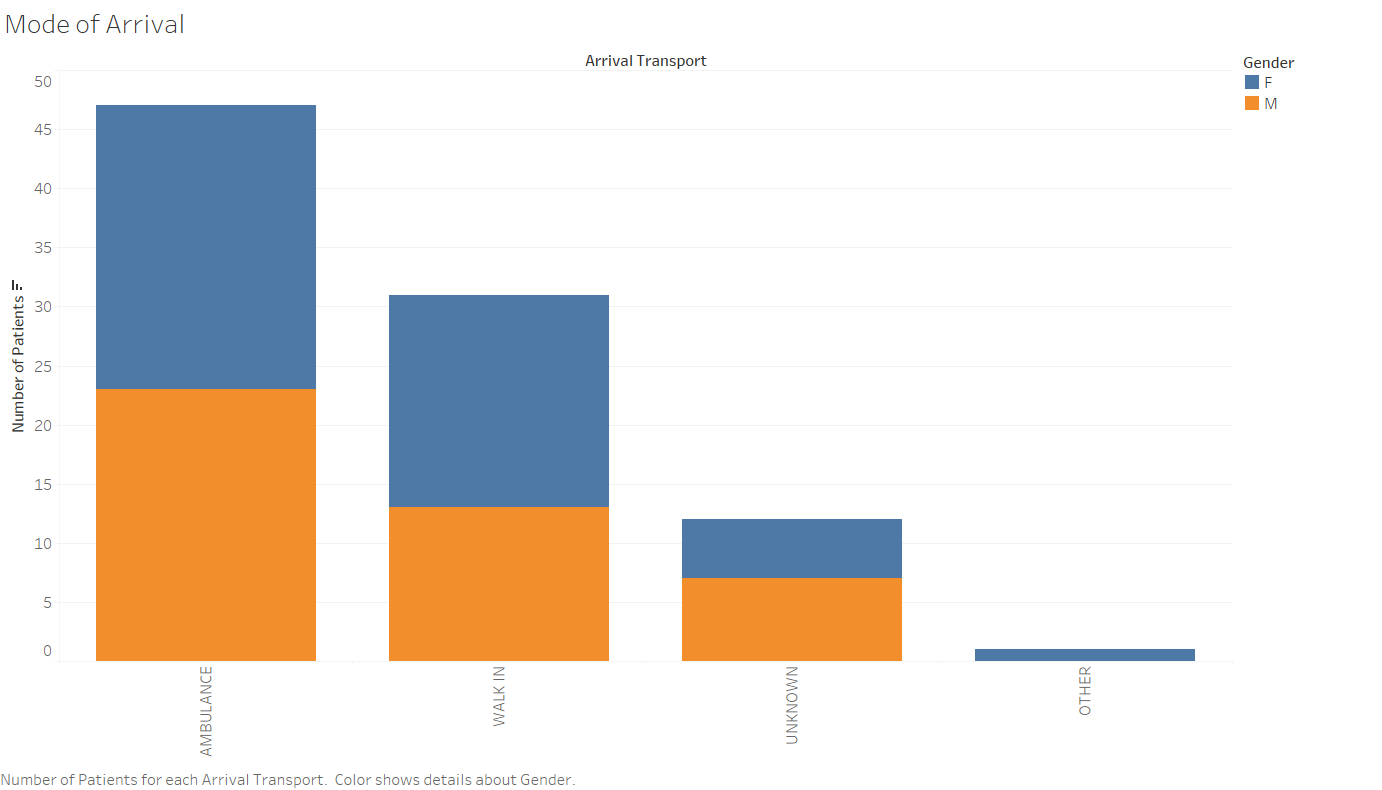 Mode of Arrival
Arrival Transport
Gender
F
M
Number of Patients
50
45
40
35
30
25
20
15
10
5
0
AMBULANCE
WALK IN
UNKNOWN
OTHER
Number of Patients for each Arrival Transport.  Color shows details about Gender.